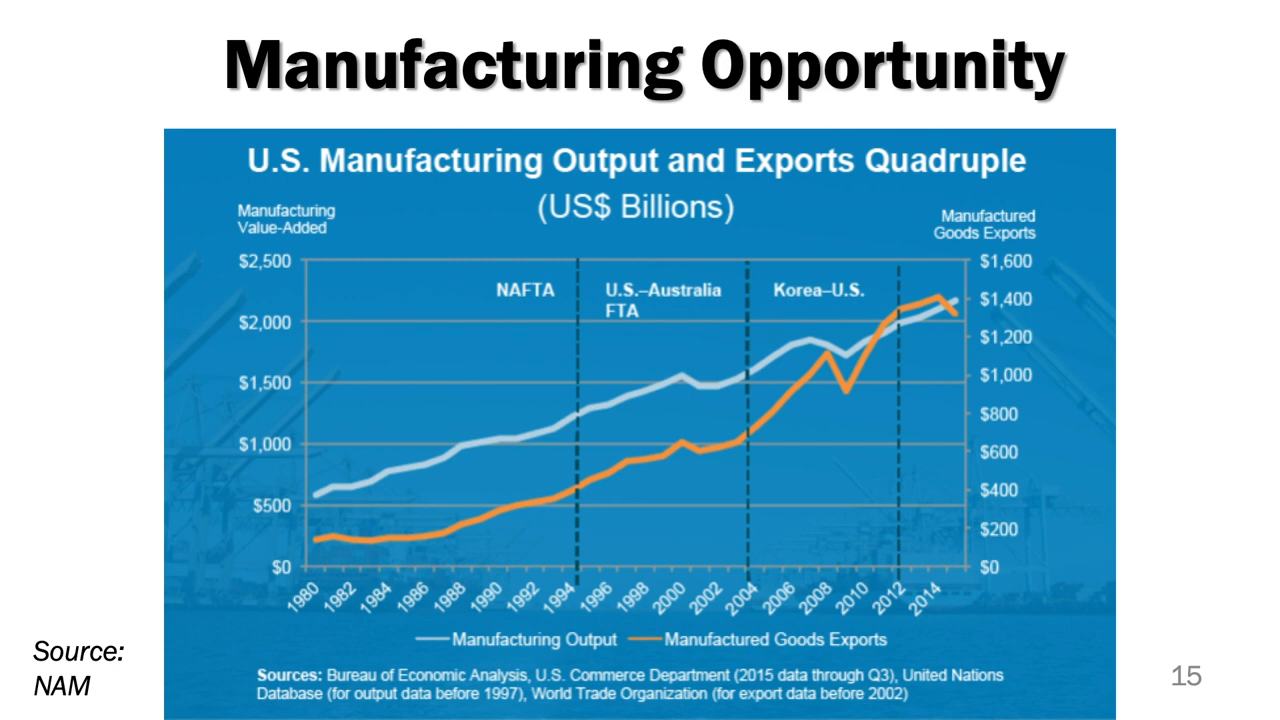 Manufacturing Opportunity
U.S. Manufacturing Output and Exports Quadruple
(US$ Billions)
Manufacturing
Value-Added
Manufactured
Goods Exports
$2,500
$2,000
$1,500
$1,000
$500
$0
NAFTA
U.S.–Australia
FTA
Korea–U.S.
$1,600
$1,400
$1,200
$1,000
$800
$600
$400
$200
$0
1980
1982
1984
1986
1988
1990
1992
1994
1996
1998
2000
2002
2004
2006
2008
2010
2012
2014
Manufacturing Output
Manufactured Goods Exports
Sources: Bureau of Economic Analysis, U.S. Commerce Department (2015 data through Q3), United Nations
Database (for output data before 1997), World Trade Organization (for export data before 2002)
Source:
NAM
15